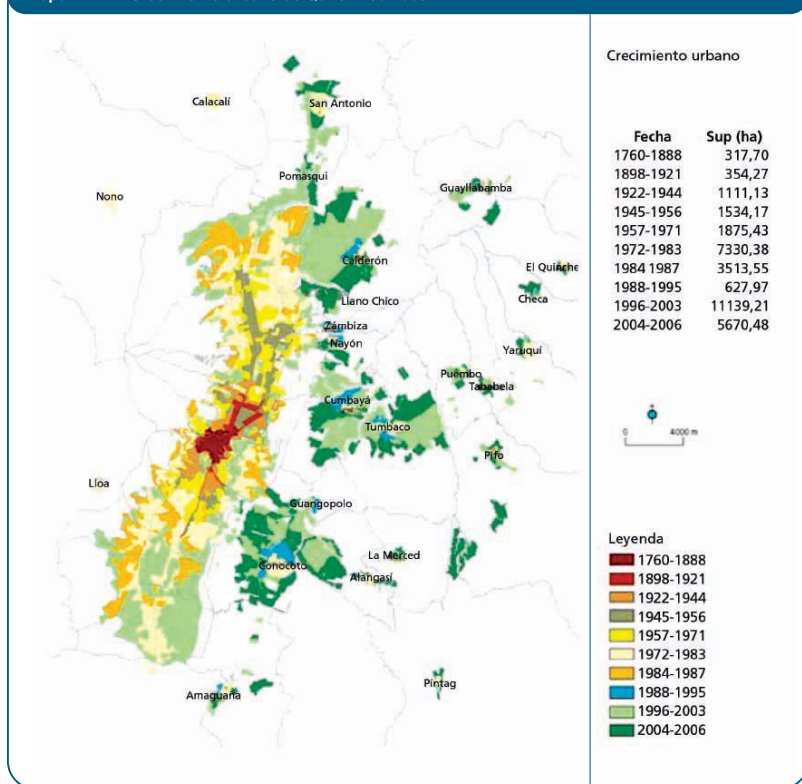 Crecimiento urbano
Fecha Sup (ha)
1760-1888 317,70
1898-1921 354,27
1922-1944 1111,13
1945-1956 1534,17
1957-1971 1875,43
1972-1983 7330,38
1984 1987 3513,55
1988-1995 627,97
1996-2003 11139,21
2004-2006 5670,48
Calacalí
San Antonio
Pomasqui
Nono
Guayllabamba
Calderón
El Quinche
Llano Chico
Checa
Zámbiza
Nayón
Yaruquí
Puembo
Tababela
Cumbayá
Tumbaco
Pifo
Lloa
Guangopolo
La Merced
Conocoto
Alangasí
Amaguaña
Píntag
0 4000 m
Leyenda
1760-1888
1898-1921
1922-1944
1945-1956
1957-1971
1972-1983
1984-1987
1988-1995
1996-2003
2004-2006